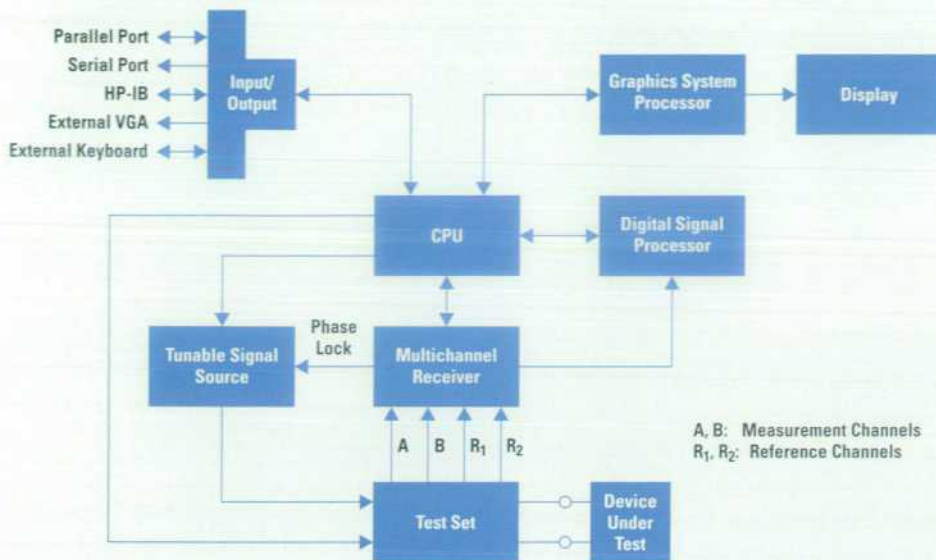 Parallel Port
Serial Port
HP-IB
External VGA
External Keyboard
Input/
Output
Graphics System
Processor
Display
CPU
Digital Signal
Processor
Phase
Lock
Tunable Signal
Source
Multichannel
Receiver
A
B
R1
R2
A, B: Measurement Channels
R1, R2: Reference Channels
Test Set
Device
Under
Test